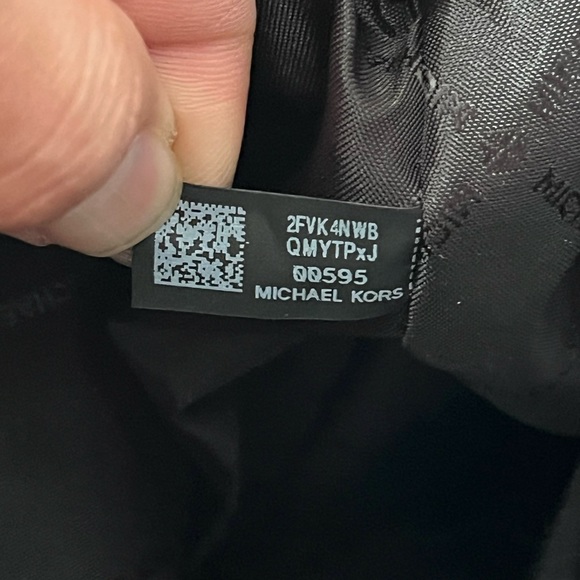 2FVK4NWB
QMYTPxJ
00595
MICHAEL KORS